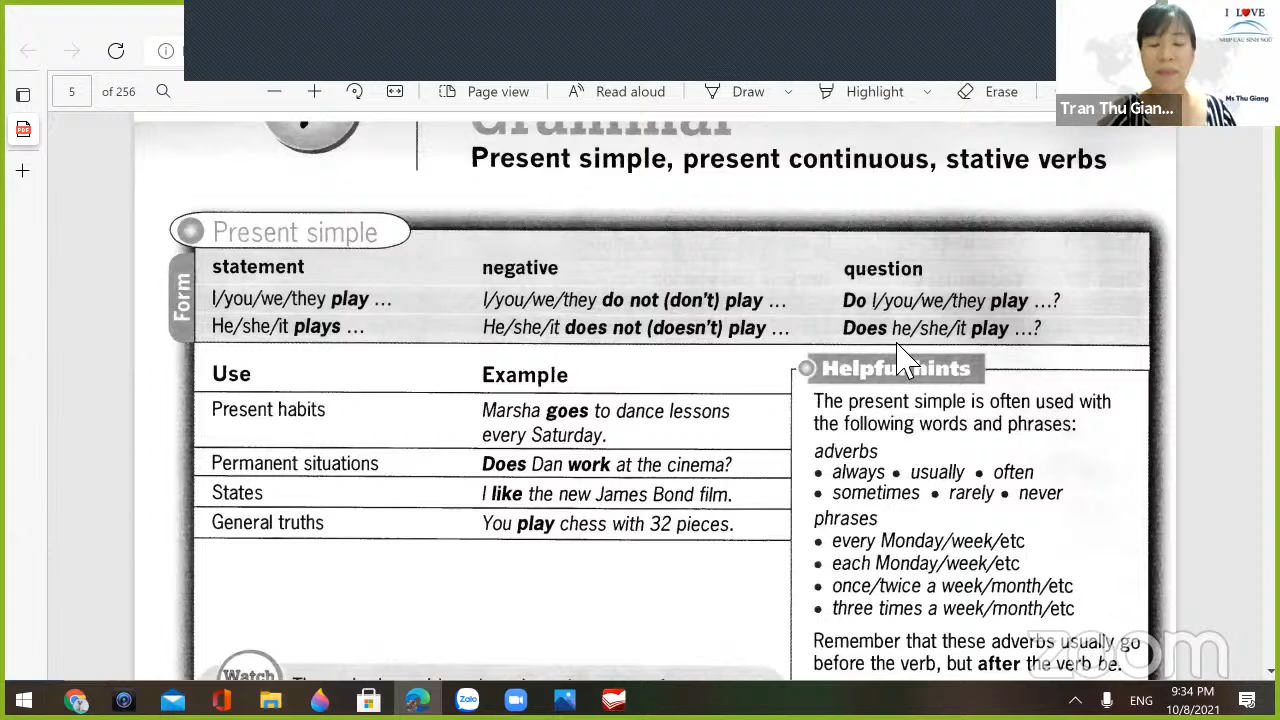 I LOVE
NHỊP CẦU SINH NGỮ
Ms Thu Giang
Tran Thu Gian...
5 of 256
Page view
Read aloud
Draw
Highlight
Erase
Grammar
Present simple, present continuous, stative verbs
Present simple
Form
statement negative question
I/you/we/they play ... I/you/we/they do not (don't) play ... Do I/you/we/they play ...?
He/she/it plays ... He/she/it does not (doesn't) play ... Does he/she/it play ...?
Use Example
Present habits Marsha goes to dance lessons
every Saturday.
Permanent situations Does Dan work at the cinema?
States I like the new James Bond film.
General truths You play chess with 32 pieces.
Helpful hints
The present simple is often used with
the following words and phrases:
adverbs
• always • usually • often
• sometimes • rarely • never
phrases
• every Monday/week/etc
• each Monday/week/etc
• once/twice a week/month/etc
• three times a week/month/etc
Remember that these adverbs usually go
before the verb, but after the verb be.
Watch
zoom
Zalo
ENG
9:34 PM
10/8/2021